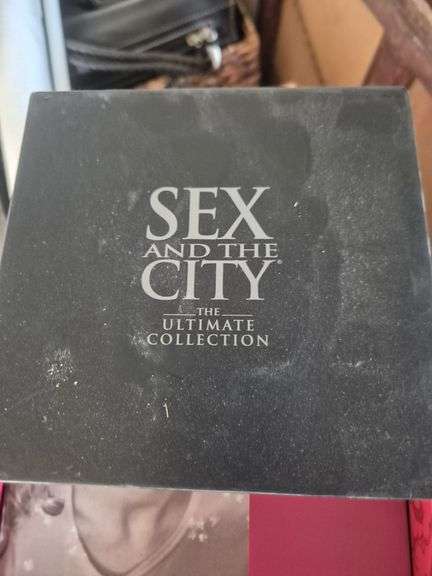 SEX
AND THE
CITY®
THE
ULTIMATE
COLLECTION